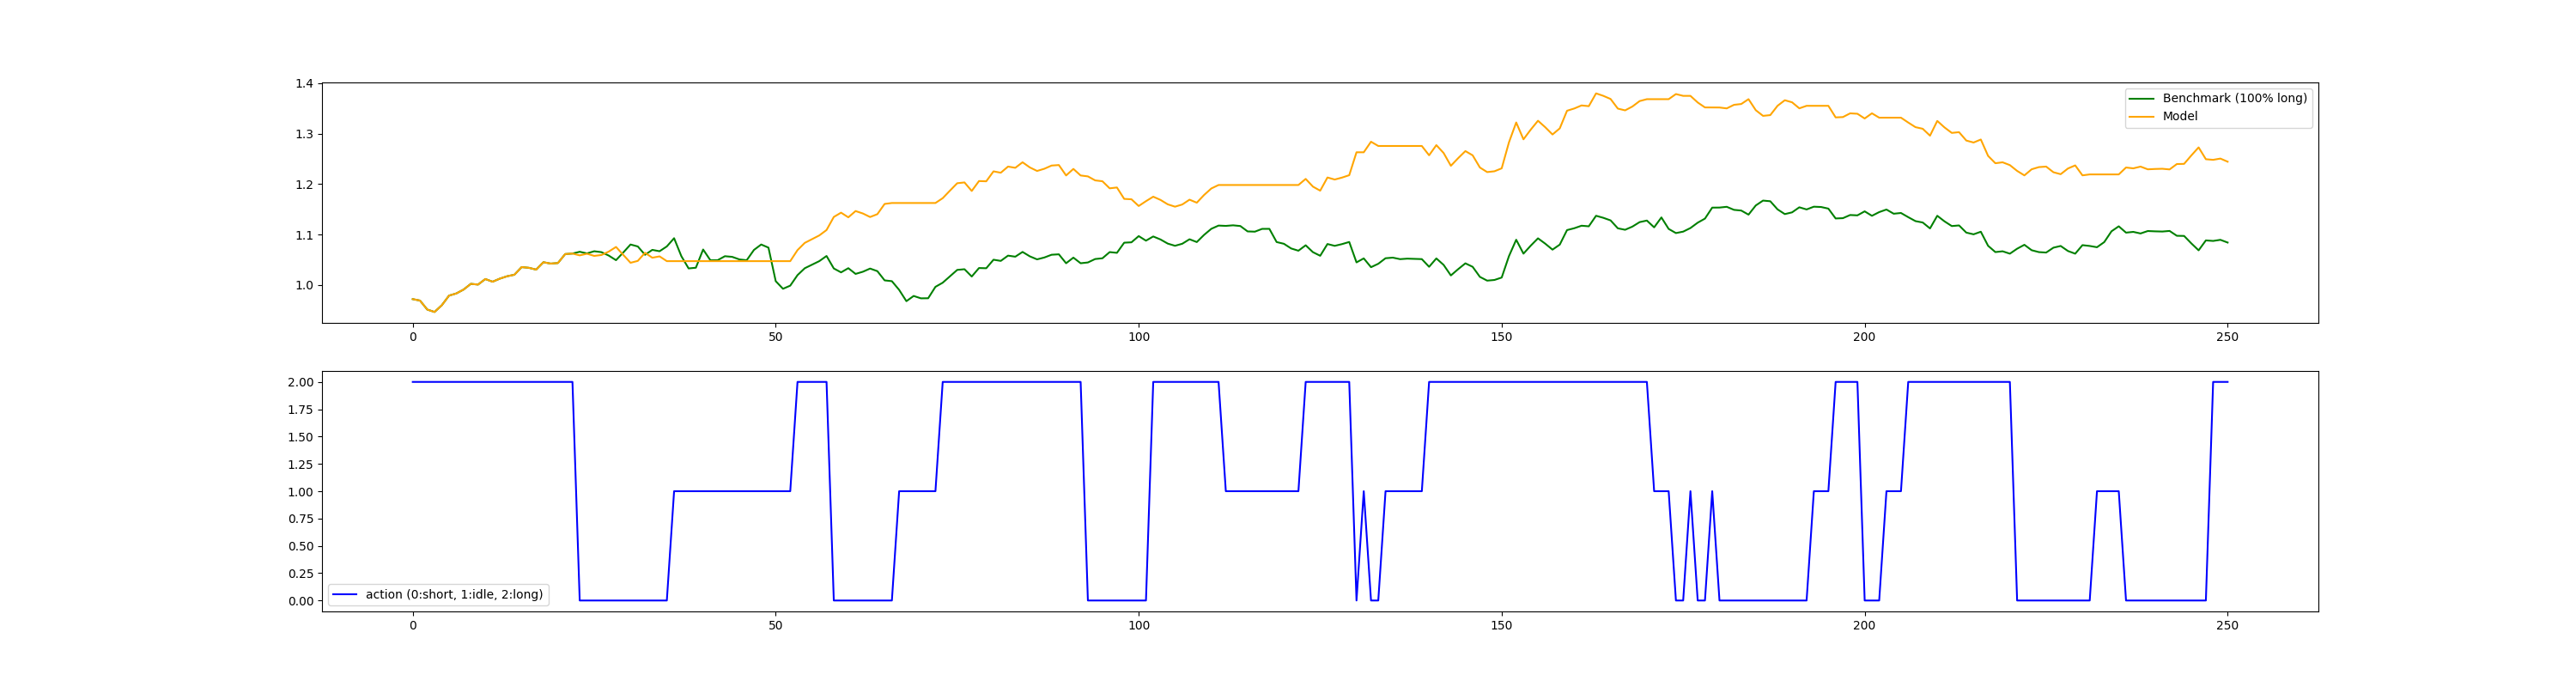 1.4
1.3
1.2
1.1
1.0
Benchmark (100% long)
Model
0 50 100 150 200 250
2.00
1.75
1.50
1.25
1.00
0.75
0.50
0.25
0.00
action (0:short, 1:idle, 2:long)
0 50 100 150 200 250